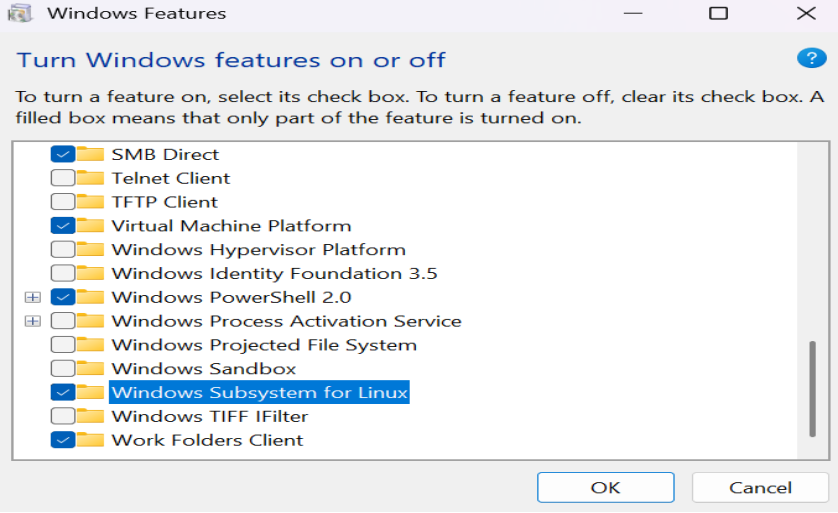 Windows Features
Turn Windows features on or off
?
To turn a feature on, select its check box. To turn a feature off, clear its check box. A
filled box means that only part of the feature is turned on.
SMB Direct
Telnet Client
TFTP Client
Virtual Machine Platform
Windows Hypervisor Platform
Windows Identity Foundation 3.5
Windows PowerShell 2.0
Windows Process Activation Service
Windows Projected File System
Windows Sandbox
Windows Subsystem for Linux
Windows TIFF IFilter
Work Folders Client
OK
Cancel